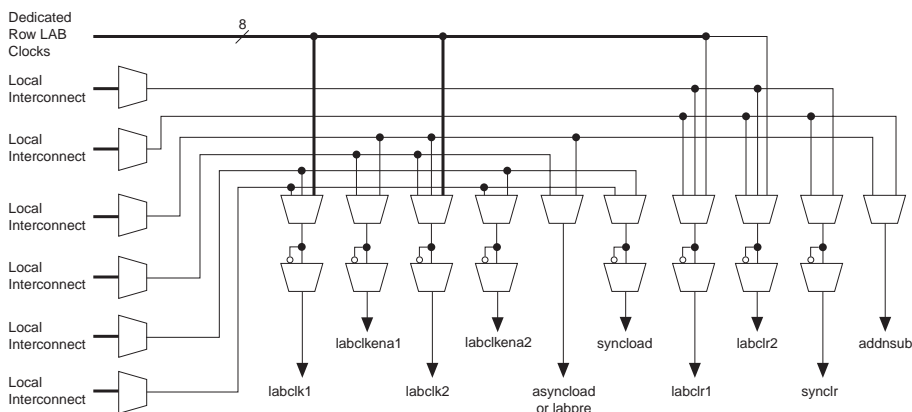 Dedicated
Row LAB
Clocks
8
Local
Interconnect
Local
Interconnect
Local
Interconnect
Local
Interconnect
Local
Interconnect
Local
Interconnect
labclkena1
labclkena2
syncload
labclr2
addnsub
labclk1
labclk2
asyncload
or labpre
labclr1
synclr